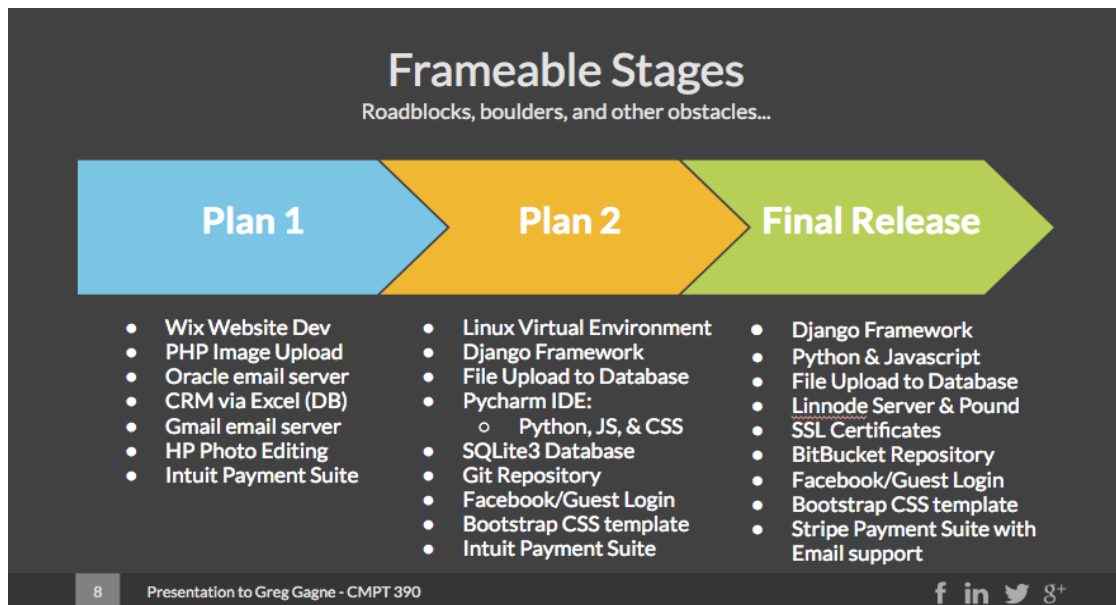 Frameable Stages
Roadblocks, boulders, and other obstacles...
Plan 1
Plan 2
Final Release
● Wix Website Dev
● PHP Image Upload
● Oracle email server
● CRM via Excel (DB)
● Gmail email server
● HP Photo Editing
● Intuit Payment Suite
● Linux Virtual Environment
● Django Framework
● File Upload to Database
● Pycharm IDE:
○ Python, JS, & CSS
● SQLite3 Database
● Git Repository
● Facebook/Guest Login
● Bootstrap CSS template
● Intuit Payment Suite
● Django Framework
● Python & Javascript
● File Upload to Database
● Linnode Server & Pound
● SSL Certificates
● BitBucket Repository
● Facebook/Guest Login
● Bootstrap CSS template
● Stripe Payment Suite with
Email support
8 Presentation to Greg Gagne - CMPT 390
f in g+